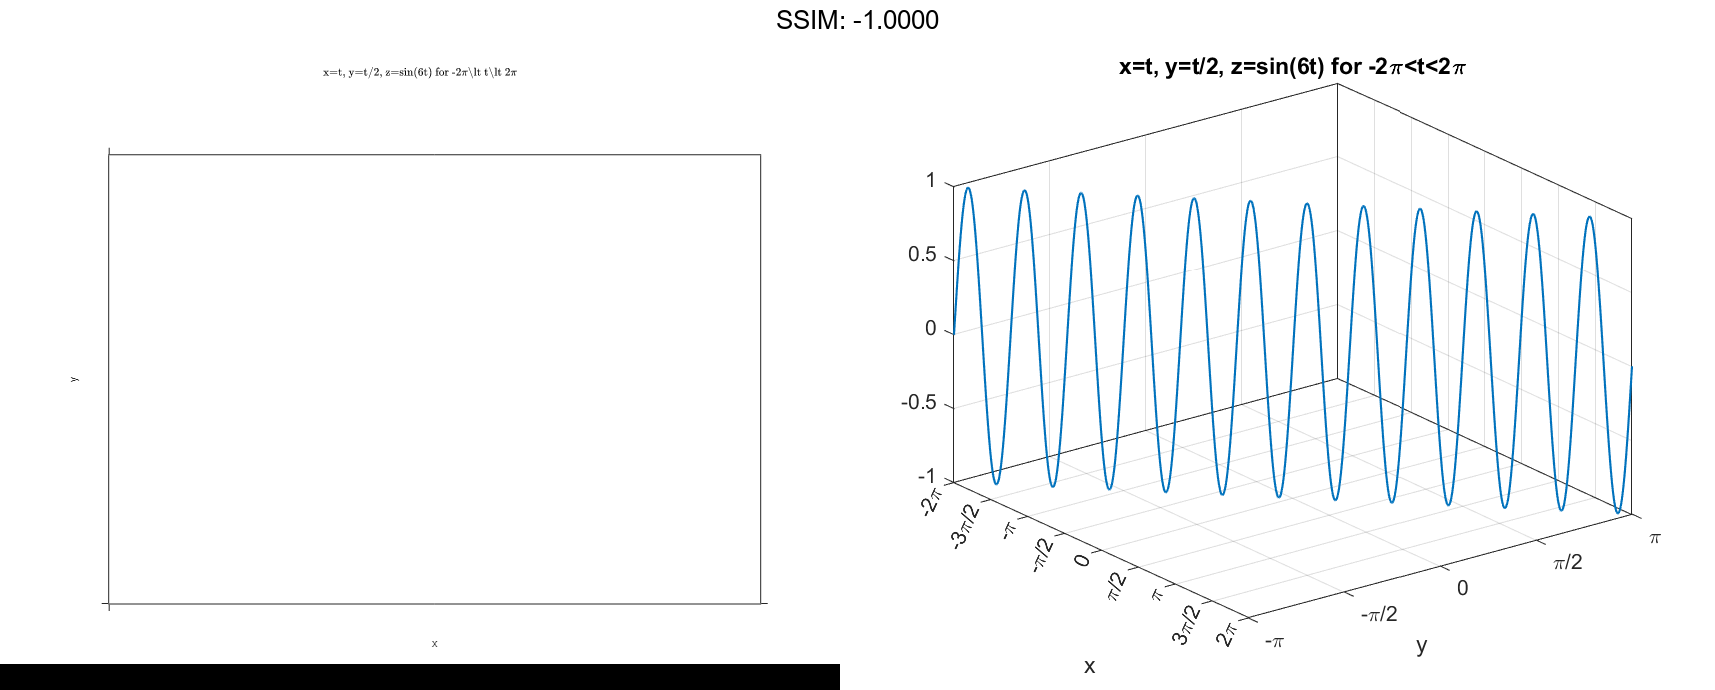 SSIM: -1.0000
x=t, y=t/2, z=sin(6t) for -2π\lt t\lt 2π
y
x
x=t, y=t/2, z=sin(6t) for -2π<t<2π
1
0.5
0
-0.5
-1
-2π
-3π/2
-π
-π/2
0
π/2
π
3π/2
2π
-π
-π/2
0
π/2
π
x
y